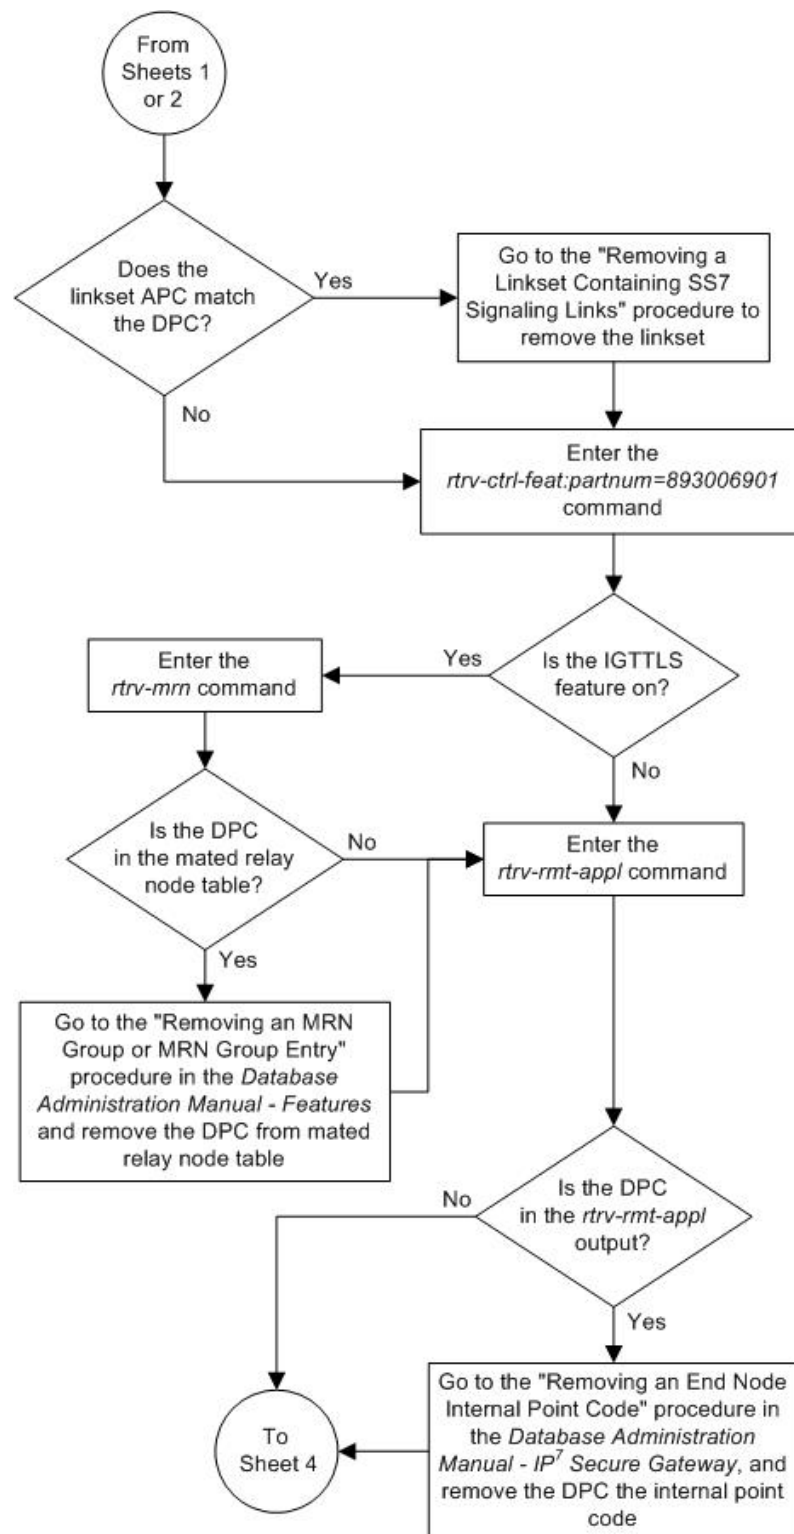 From
Sheets 1
or 2
Does the
linkset APC match
the DPC?
Yes
Go to the "Removing a
Linkset Containing SS7
Signaling Links" procedure to
remove the linkset
No
Enter the
rtrv-ctrl-feat:partnum=893006901
command
Is the IGTTLS
feature on?
Yes
Enter the
rtrv-mrn command
No
Is the DPC
in the mated relay
node table?
No
Enter the
rtrv-rmt-appl command
Yes
Go to the "Removing an MRN
Group or MRN Group Entry"
procedure in the Database
Administration Manual - Features
and remove the DPC from mated
relay node table
Is the DPC
in the rtrv-rmt-appl
output?
No
Yes
Go to the "Removing an End Node
Internal Point Code" procedure in
the Database Administration
Manual - IP7 Secure Gateway, and
remove the DPC the internal point
code
To
Sheet 4